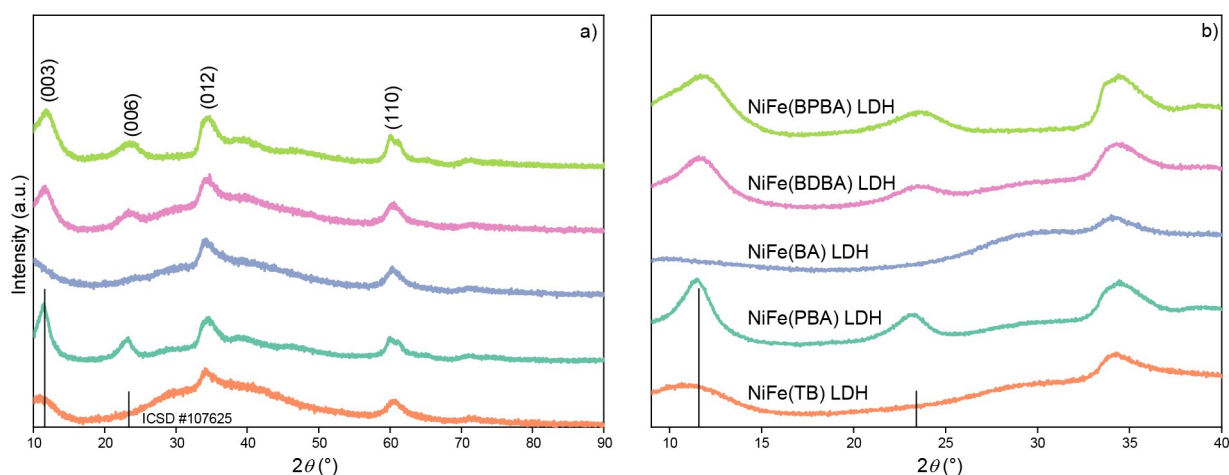 a)
(003)
(006)
(012)
(110)
Intensity (a.u.)
ICSD #107625
10 20 30 40 50 60 70 80 90
2θ (°)
b)
NiFe(BPBA) LDH
NiFe(BDBA) LDH
NiFe(BA) LDH
NiFe(PBA) LDH
NiFe(TB) LDH
10 15 20 25 30 35 40
2θ (°)